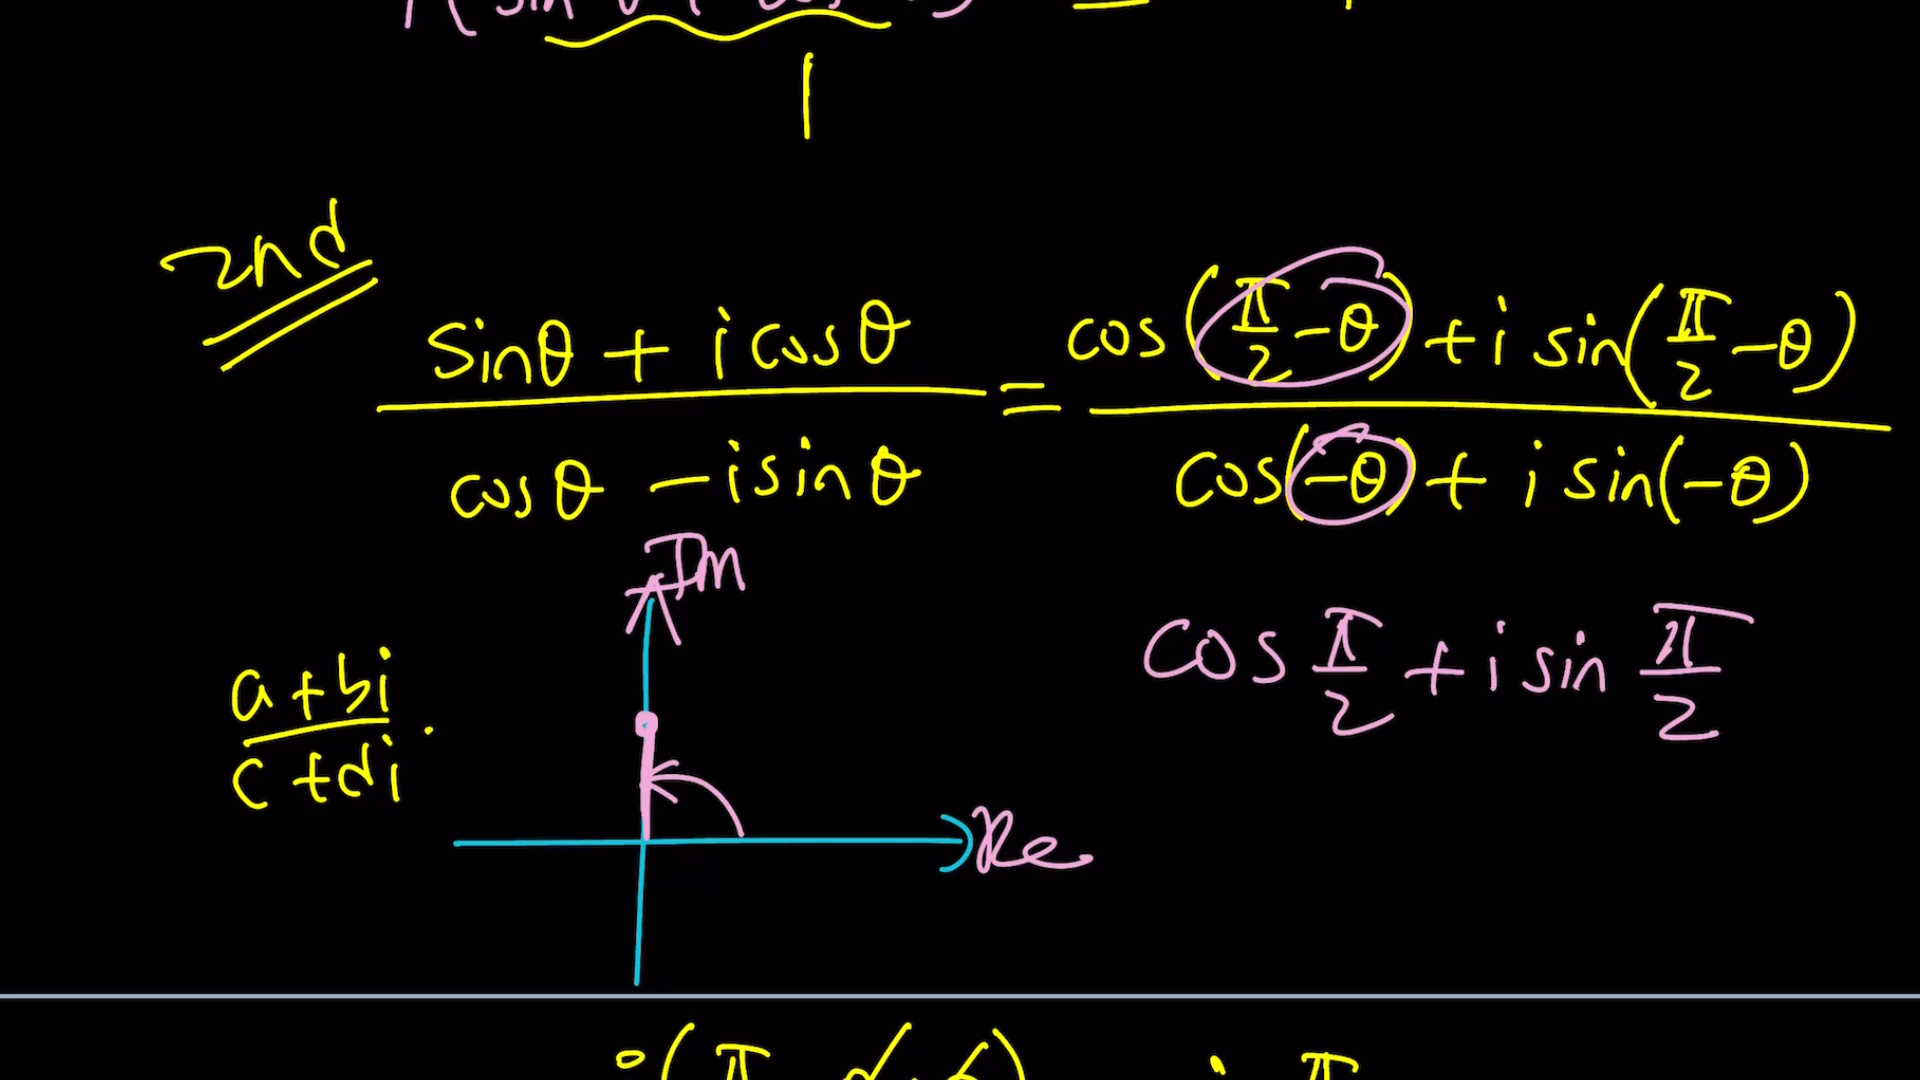 1
2nd
sinθ + i cosθ / cosθ - i sinθ = cos(π/2 - θ) + i sin(π/2 - θ) / cos(-θ) + i sin(-θ)
Im
a + bi / c + di .
cos π/2 + i sin π/2
Re